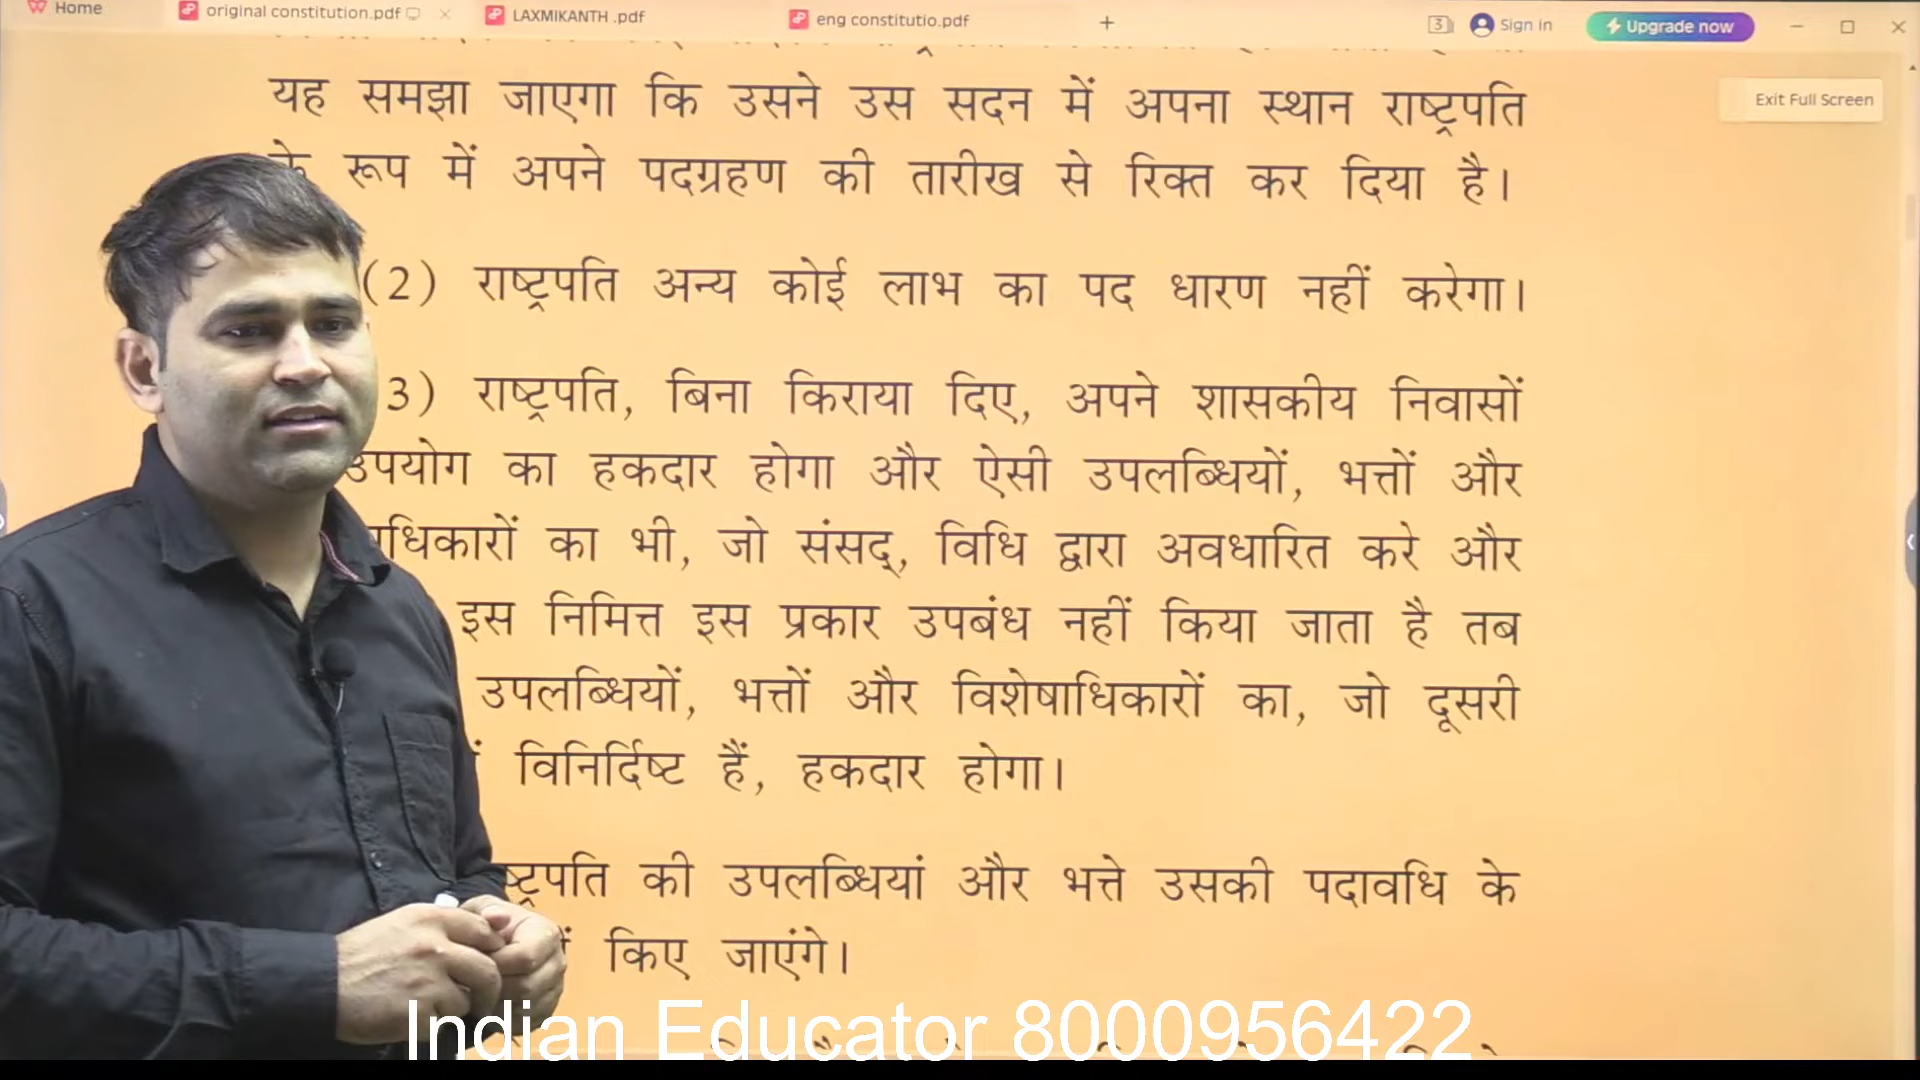 Home
original constitution.pdf
LAXMIKANTH .pdf
eng constitutio.pdf
3
Sign in
Upgrade now
Exit Full Screen
यह समझा जाएगा कि उसने उस सदन में अपना स्थान राष्ट्रपति
के रूप में अपने पदग्रहण की तारीख से रिक्त कर दिया है।
(2) राष्ट्रपति अन्य कोई लाभ का पद धारण नहीं करेगा।
3) राष्ट्रपति, बिना किराया दिए, अपने शासकीय निवासों
उपयोग का हकदार होगा और ऐसी उपलब्धियों, भत्तों और
का भी, जो संसद्, विधि द्वारा अवधारित करे और
इस निमित्त इस प्रकार उपबंध नहीं किया जाता है तब
उपलब्धियों, भत्तों और विशेषाधिकारों का, जो दूसरी
विनिर्दिष्ट हैं, हकदार होगा।
की उपलब्धियां और भत्ते उसकी पदावधि के
किए जाएंगे।
Indian Educator 8000956422